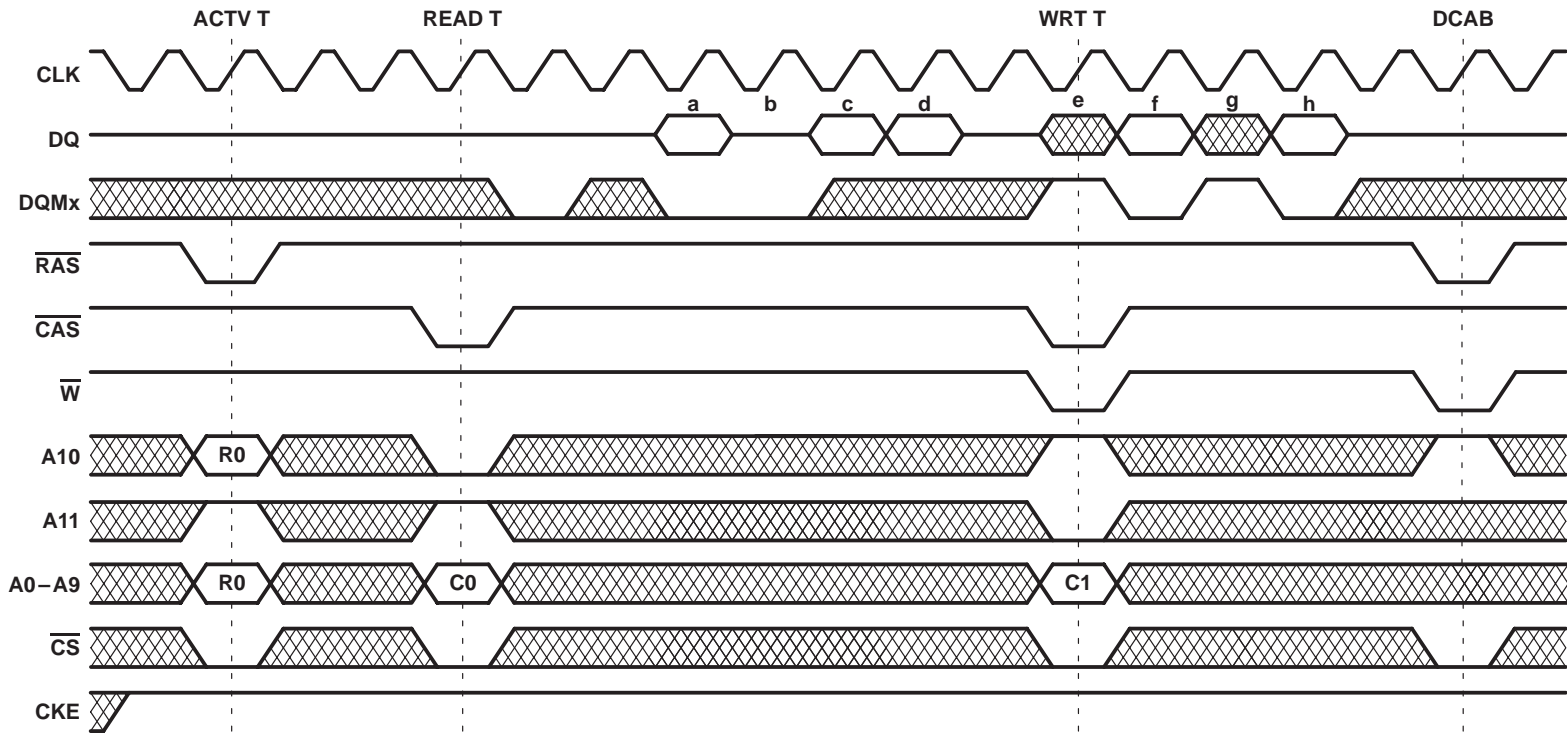 ACTV T READ T WRT T DCAB
CLK
a b c d e f g h
DQ
DQMx
RAS
CAS
W
A10 R0
A11
A0–A9 R0 C0 C1
CS
CKE